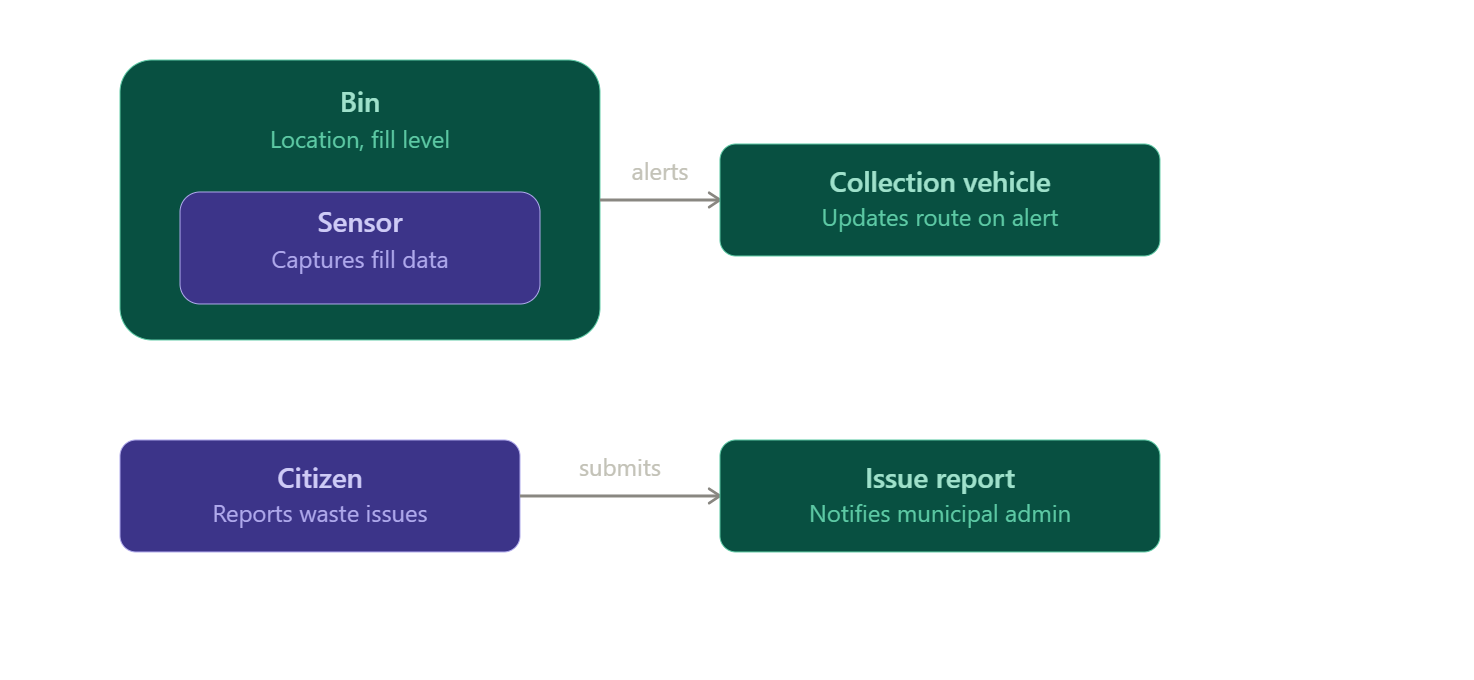 Bin
Location, fill level
Sensor
Captures fill data
alerts
Collection vehicle
Updates route on alert
Citizen
Reports waste issues
submits
Issue report
Notifies municipal admin